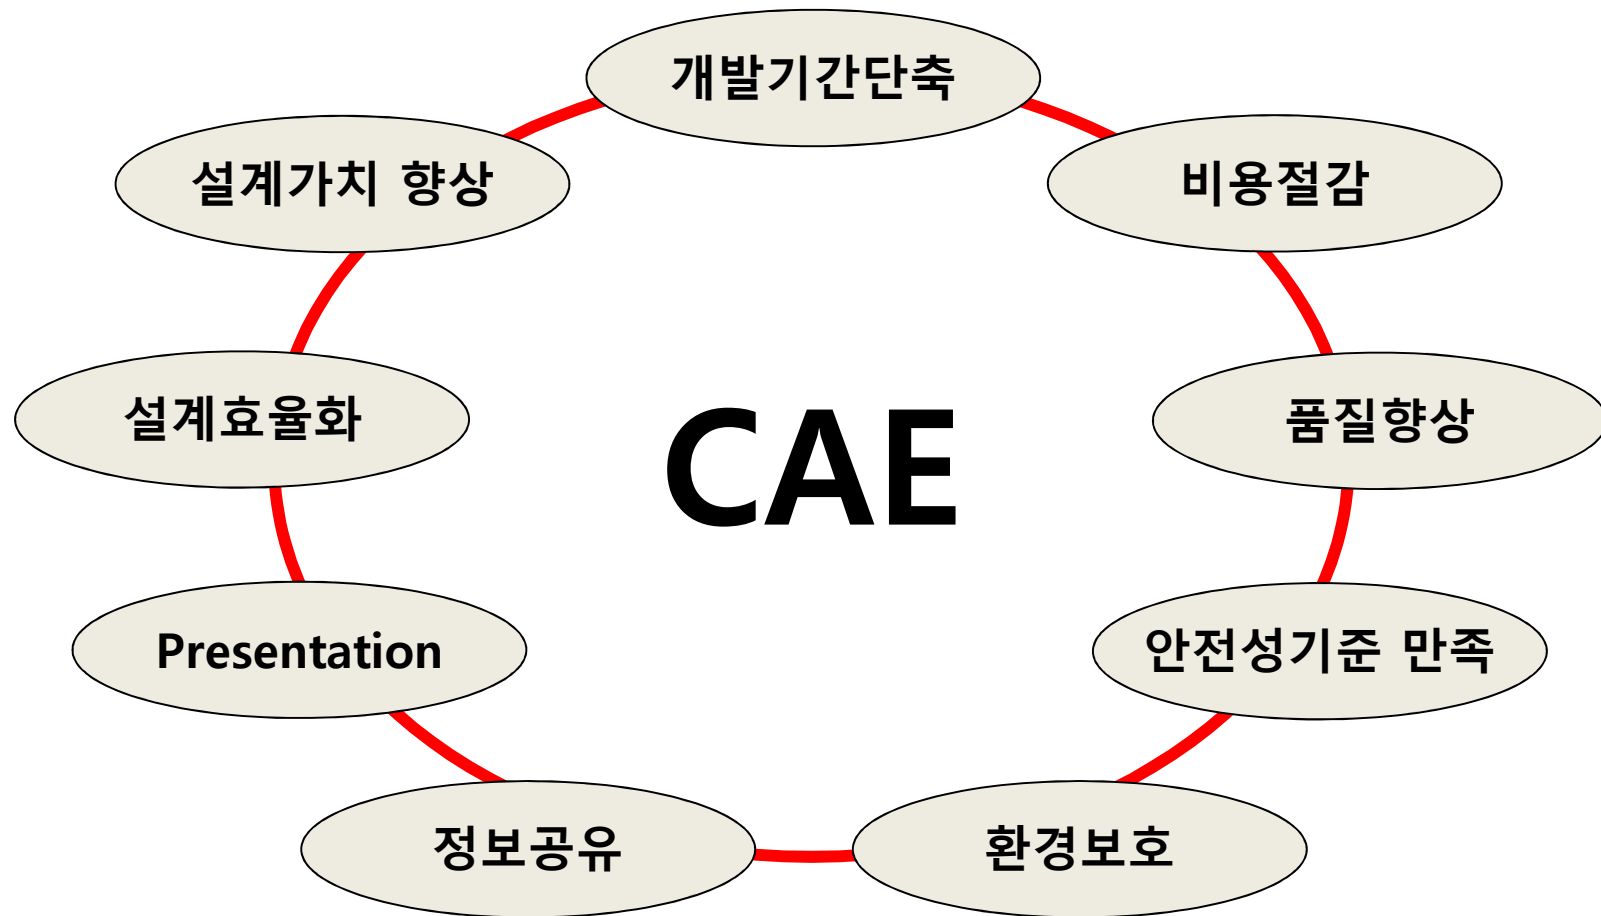 개발기간단축
설계가치 향상
비용절감
설계효율화
품질향상
CAE
Presentation
안전성기준 만족
정보공유
환경보호